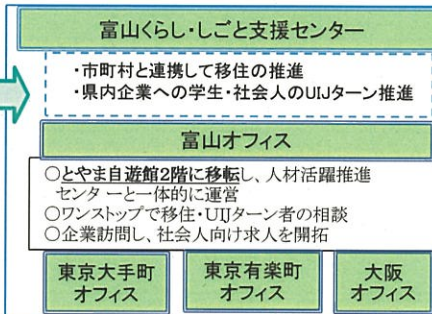 富山くらし・しごと支援センター
・市町村と連携して移住の推進
・県内企業への学生・社会人のUIJターン推進
富山オフィス
○とやま自遊館2階に移転し、人材活躍推進
センターと一体的に運営
○ワンストップで移住・UIJターン者の相談
○企業訪問し、社会人向け求人を開拓
東京大手町
オフィス
東京有楽町
オフィス
大阪
オフィス